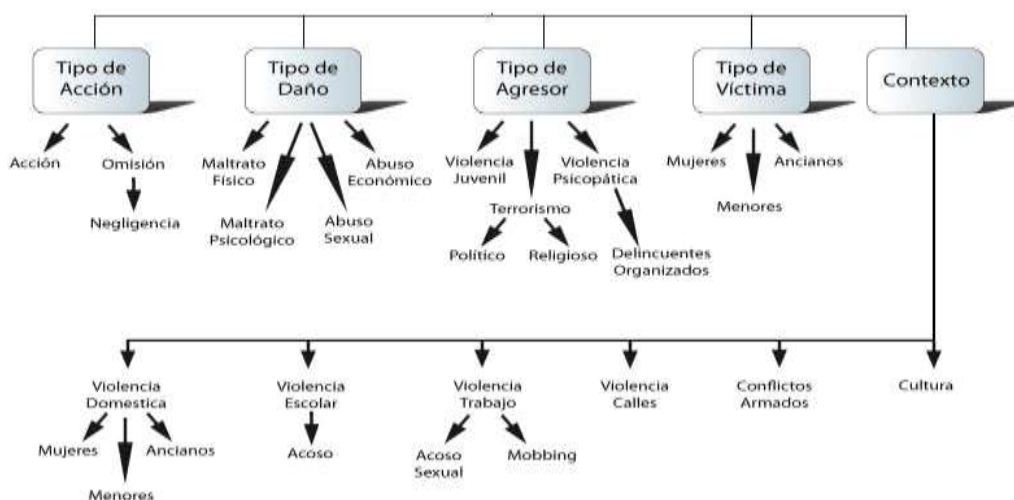 Tipo de
Acción
Tipo de
Daño
Tipo de
Agresor
Tipo de
Víctima
Contexto
Acción
Omisión
Negligencia
Maltrato
Físico
Maltrato
Psicológico
Abuso
Sexual
Abuso
Económico
Violencia
Juvenil
Terrorismo
Político
Religioso
Violencia
Psicopática
Delincuentes
Organizados
Mujeres
Menores
Ancianos
Violencia
Domestica
Mujeres
Menores
Ancianos
Violencia
Escolar
Acoso
Violencia
Trabajo
Acoso
Sexual
Mobbing
Violencia
Calles
Conflictos
Armados
Cultura